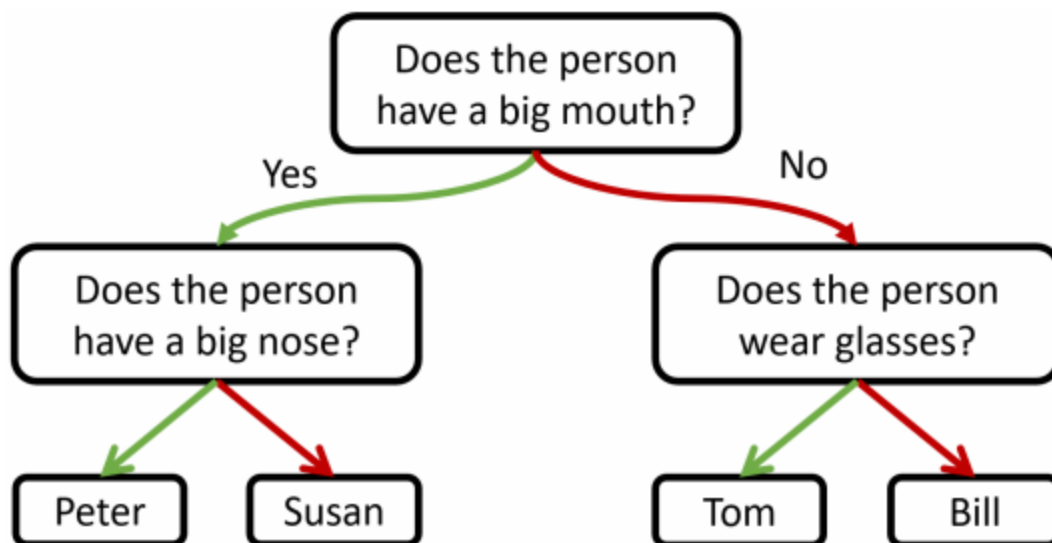 Does the person
have a big mouth?
Yes
No
Does the person
have a big nose?
Does the person
wear glasses?
Peter
Susan
Tom
Bill